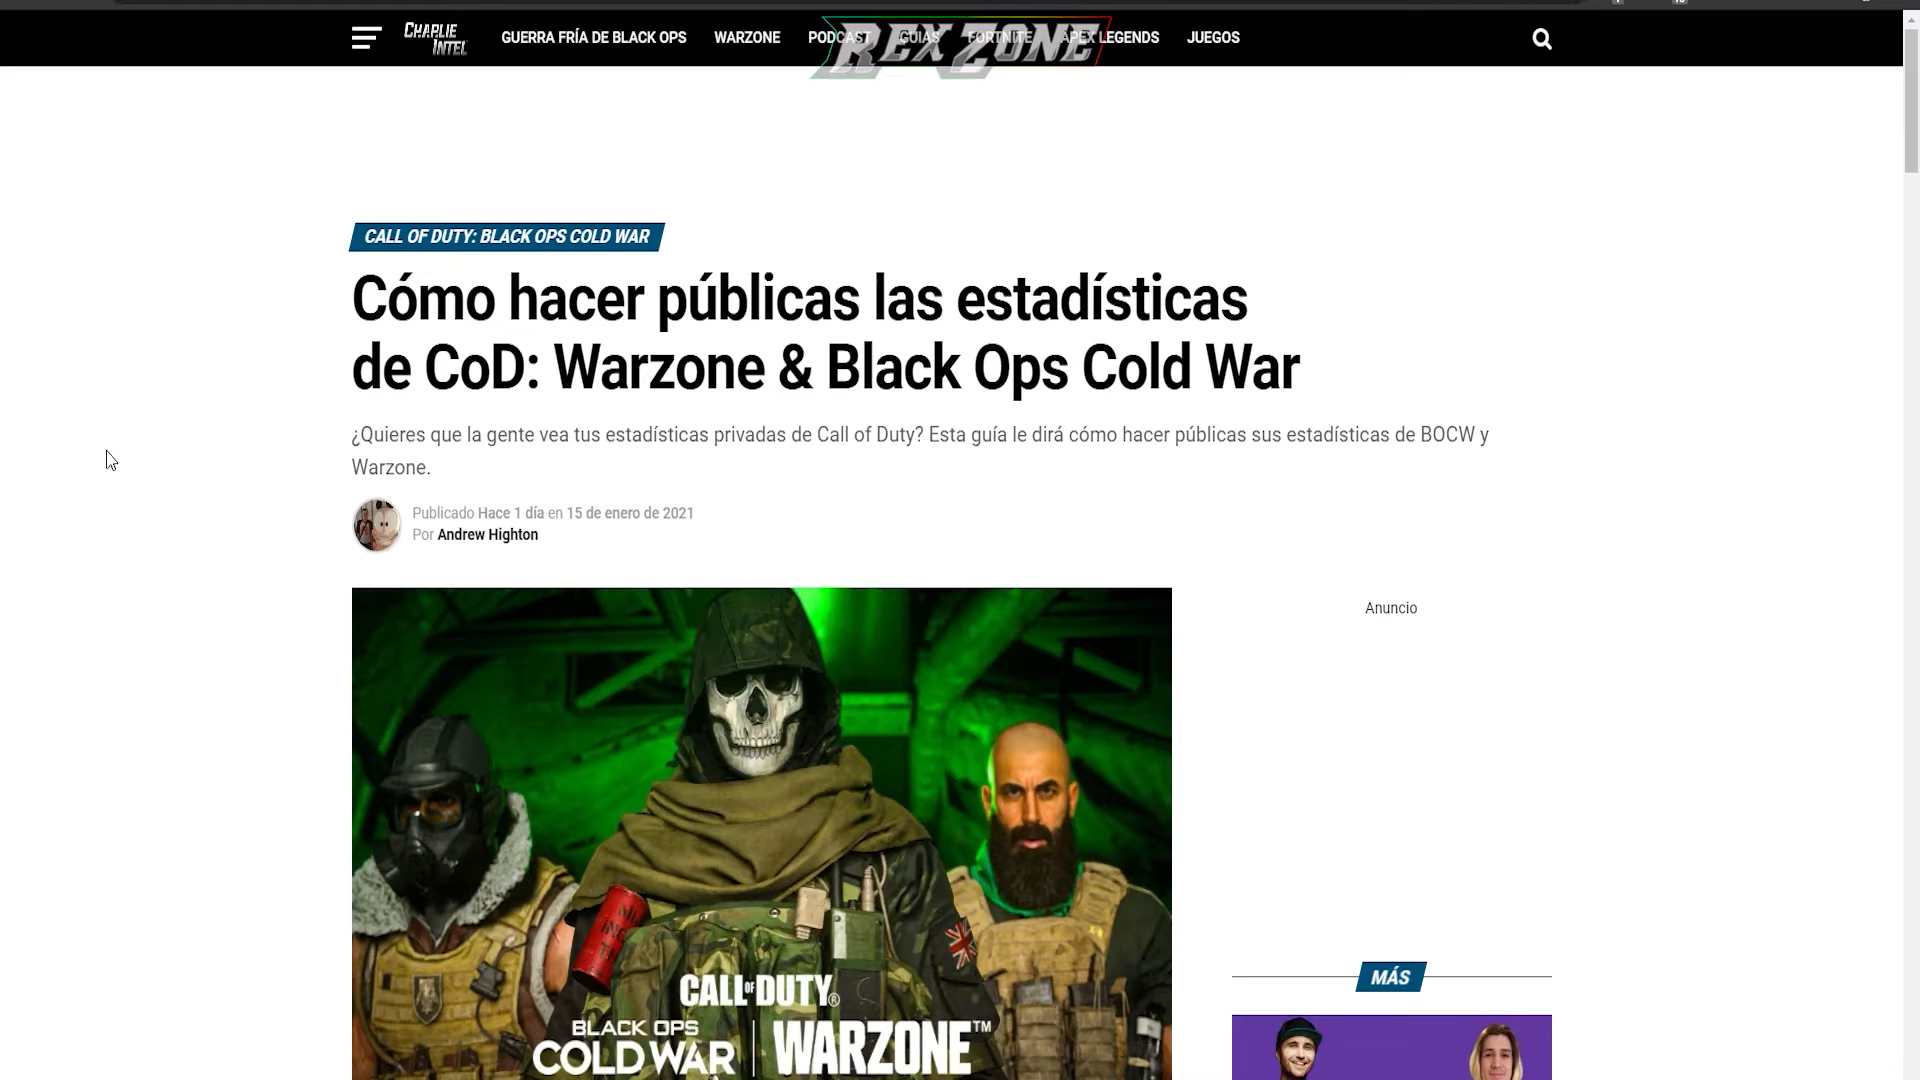 CHARLIE
INTEL
GUERRA FRÍA DE BLACK OPS
WARZONE
PODCAST
GUIAS
FORTNITE
APEX LEGENDS
JUEGOS
REX ZONE
CALL OF DUTY: BLACK OPS COLD WAR
Cómo hacer públicas las estadísticas
de CoD: Warzone & Black Ops Cold War
¿Quieres que la gente vea tus estadísticas privadas de Call of Duty? Esta guía le dirá cómo hacer públicas sus estadísticas de BOCW y
Warzone.
Publicado Hace 1 día en 15 de enero de 2021
Por Andrew Highton
Anuncio
CALL OF DUTY®
BLACK OPS
COLD WAR
WARZONE™
MÁS